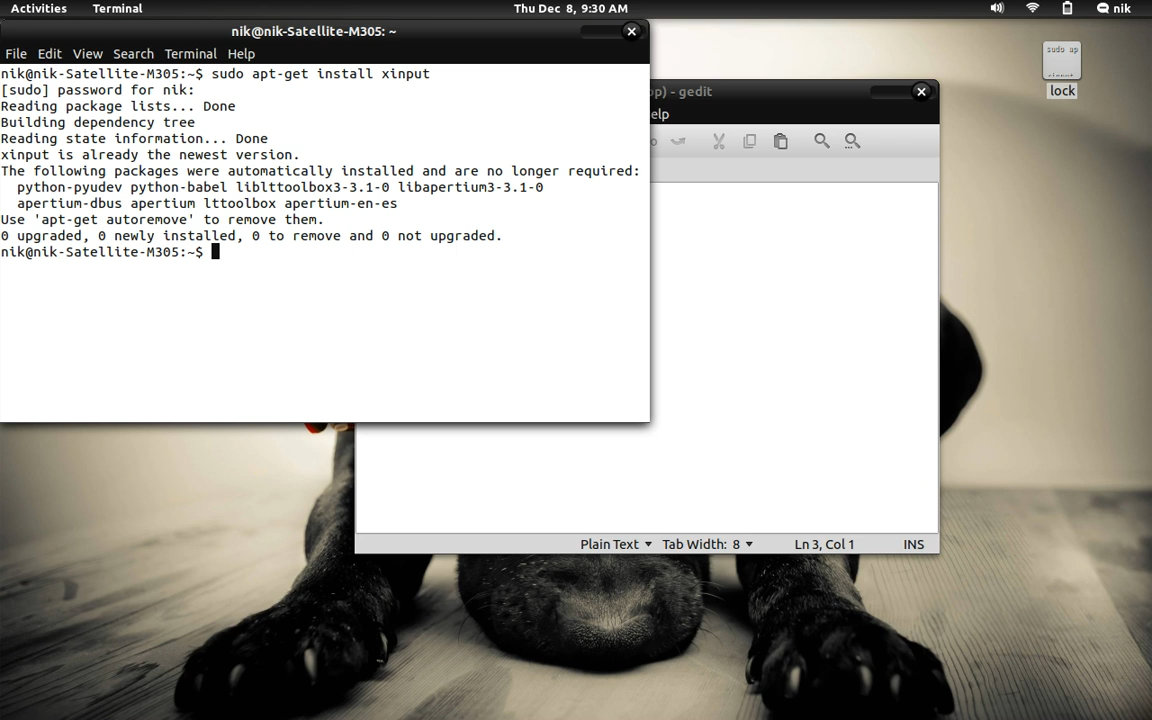 Activities Terminal Thu Dec 8, 9:30 AM nik
nik@nik-Satellite-M305: ~
File Edit View Search Terminal Help
nik@nik-Satellite-M305:~$ sudo apt-get install xinput
[sudo] password for nik:
Reading package lists... Done
Building dependency tree
Reading state information... Done
xinput is already the newest version.
The following packages were automatically installed and are no longer required:
python-pyudev python-babel liblttoolbox3-3.1-0 libapertium3-3.1-0
apertium-dbus apertium lttoolbox apertium-en-es
Use 'apt-get autoremove' to remove them.
0 upgraded, 0 newly installed, 0 to remove and 0 not upgraded.
nik@nik-Satellite-M305:~$
op) - gedit
elp
Plain Text Tab Width: 8 Ln 3, Col 1 INS
sudo ap
lock